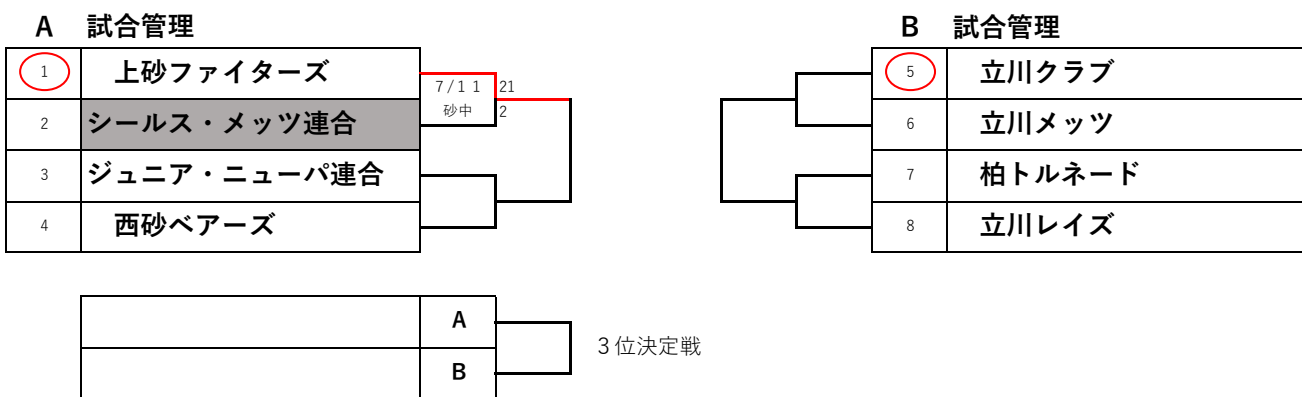 A 試合管理
1 上砂ファイターズ
7/11 21
2 シールス・メッツ連合
砂中 2
3 ジュニア・ニューパ連合
4 西砂ベアーズ
B 試合管理
5 立川クラブ
6 立川メッツ
7 柏トルネード
8 立川レイズ
A
3位決定戦
B